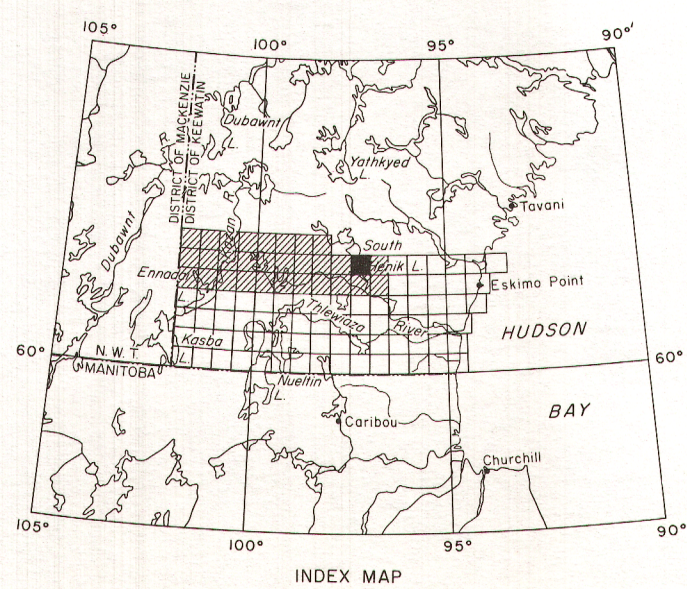 105° 100° 95° 90°
DISTRICT OF MACKENZIE
DISTRICT OF KEEWATIN
Dubawnt
L.
R.
Yathkyed
L.
Tavani
Dubawnt
R.
Kazan
South
Henik L.
Ennadai
L.
Eskimo Point
Thlewiaza
River
HUDSON
Kasba
L.
60° N. W. T. 60°
MANITOBA
Nueltin
L.
BAY
Caribou
Churchill
105° 100° 95° 90°
INDEX MAP